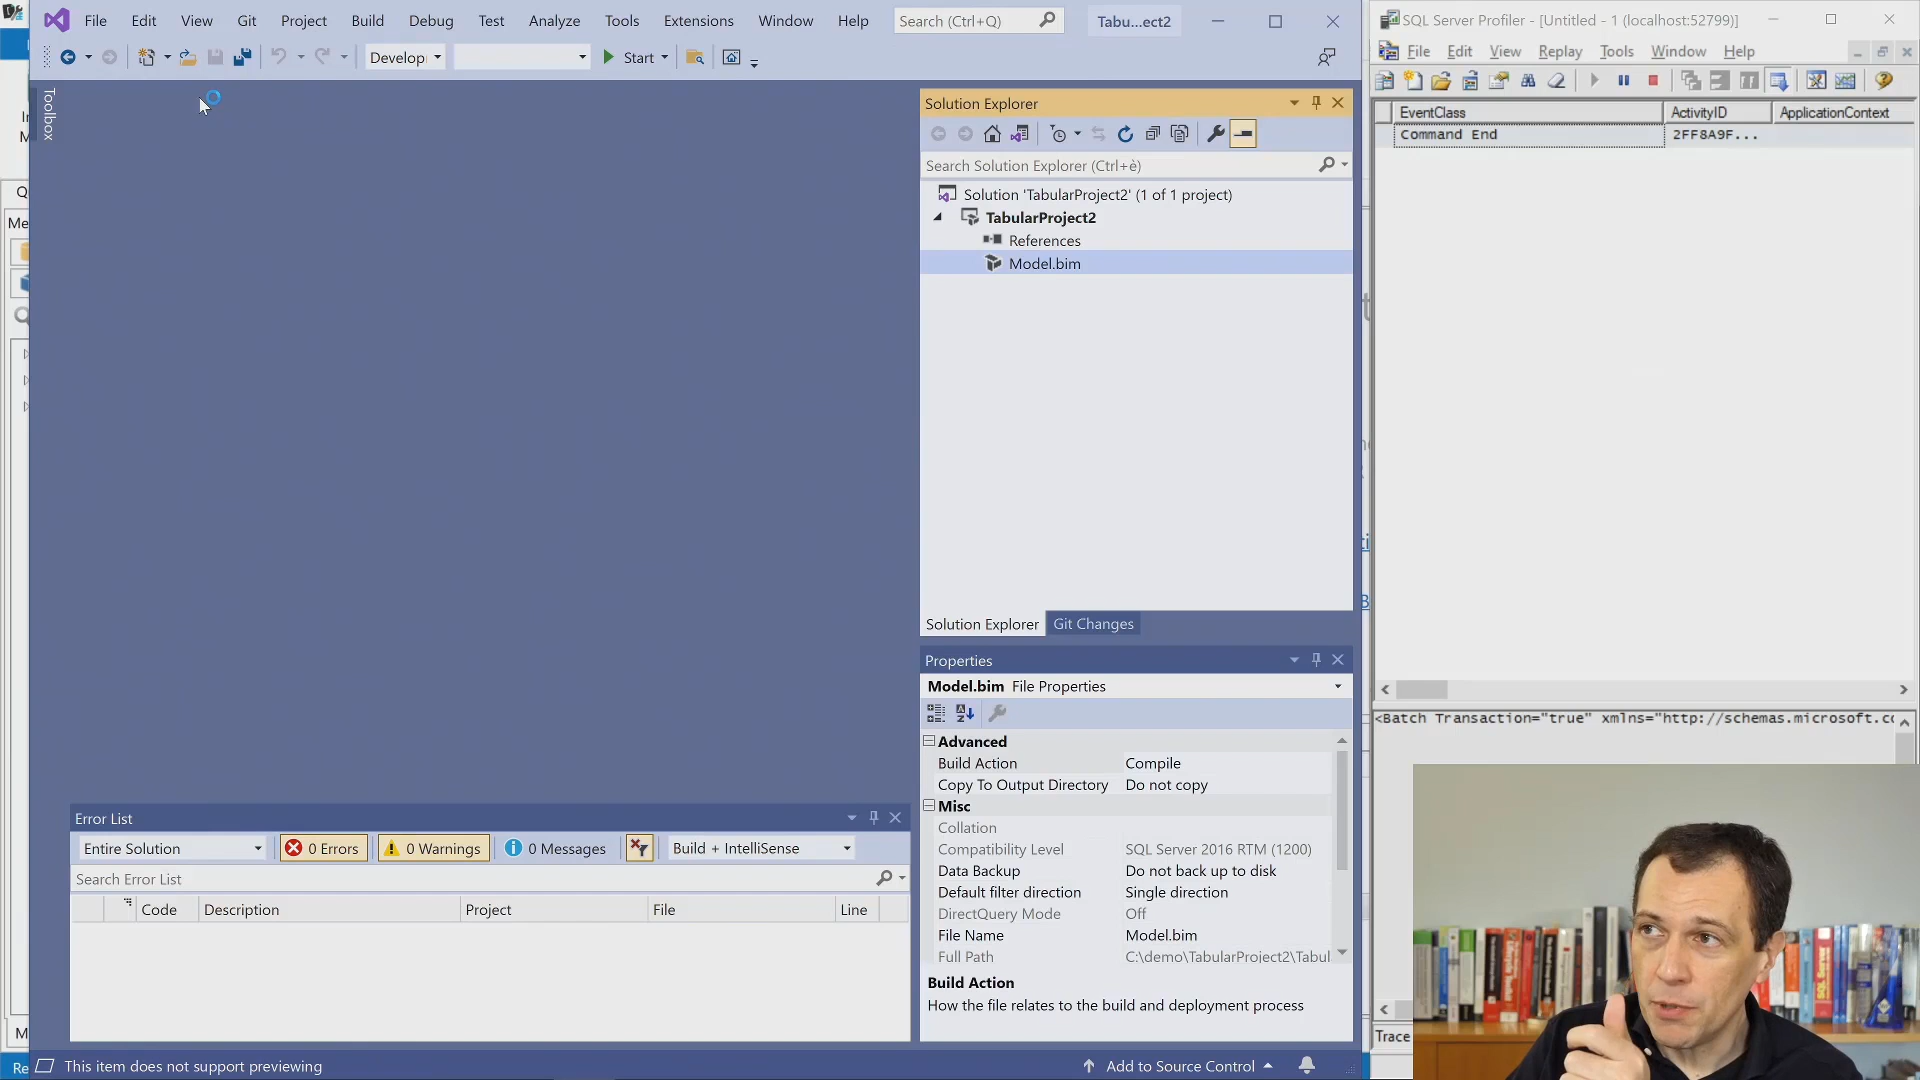 File Edit View Git Project Build Debug Test Analyze Tools Extensions Window Help Search (Ctrl+Q) Tabu...ect2
Develop Start
Toolbox
Solution Explorer
Search Solution Explorer (Ctrl+è)
Solution 'TabularProject2' (1 of 1 project)
TabularProject2
References
Model.bim
Solution Explorer Git Changes
Properties
Model.bim File Properties
Advanced
Build Action Compile
Copy To Output Directory Do not copy
Misc
Collation
Compatibility Level SQL Server 2016 RTM (1200)
Data Backup Do not back up to disk
Default filter direction Single direction
DirectQuery Mode Off
File Name Model.bim
Full Path C:\demo\TabularProject2\Tabul
Build Action
How the file relates to the build and deployment process
Error List
Entire Solution 0 Errors 0 Warnings 0 Messages Build + IntelliSense
Search Error List
Code Description Project File Line
This item does not support previewing Add to Source Control
SQL Server Profiler - [Untitled - 1 (localhost:52799)]
File Edit View Replay Tools Window Help
EventClass ActivityID ApplicationContext
Command End 2FF8A9F...
<Batch Transaction="true" xmlns="http://schemas.microsoft.co
Trace